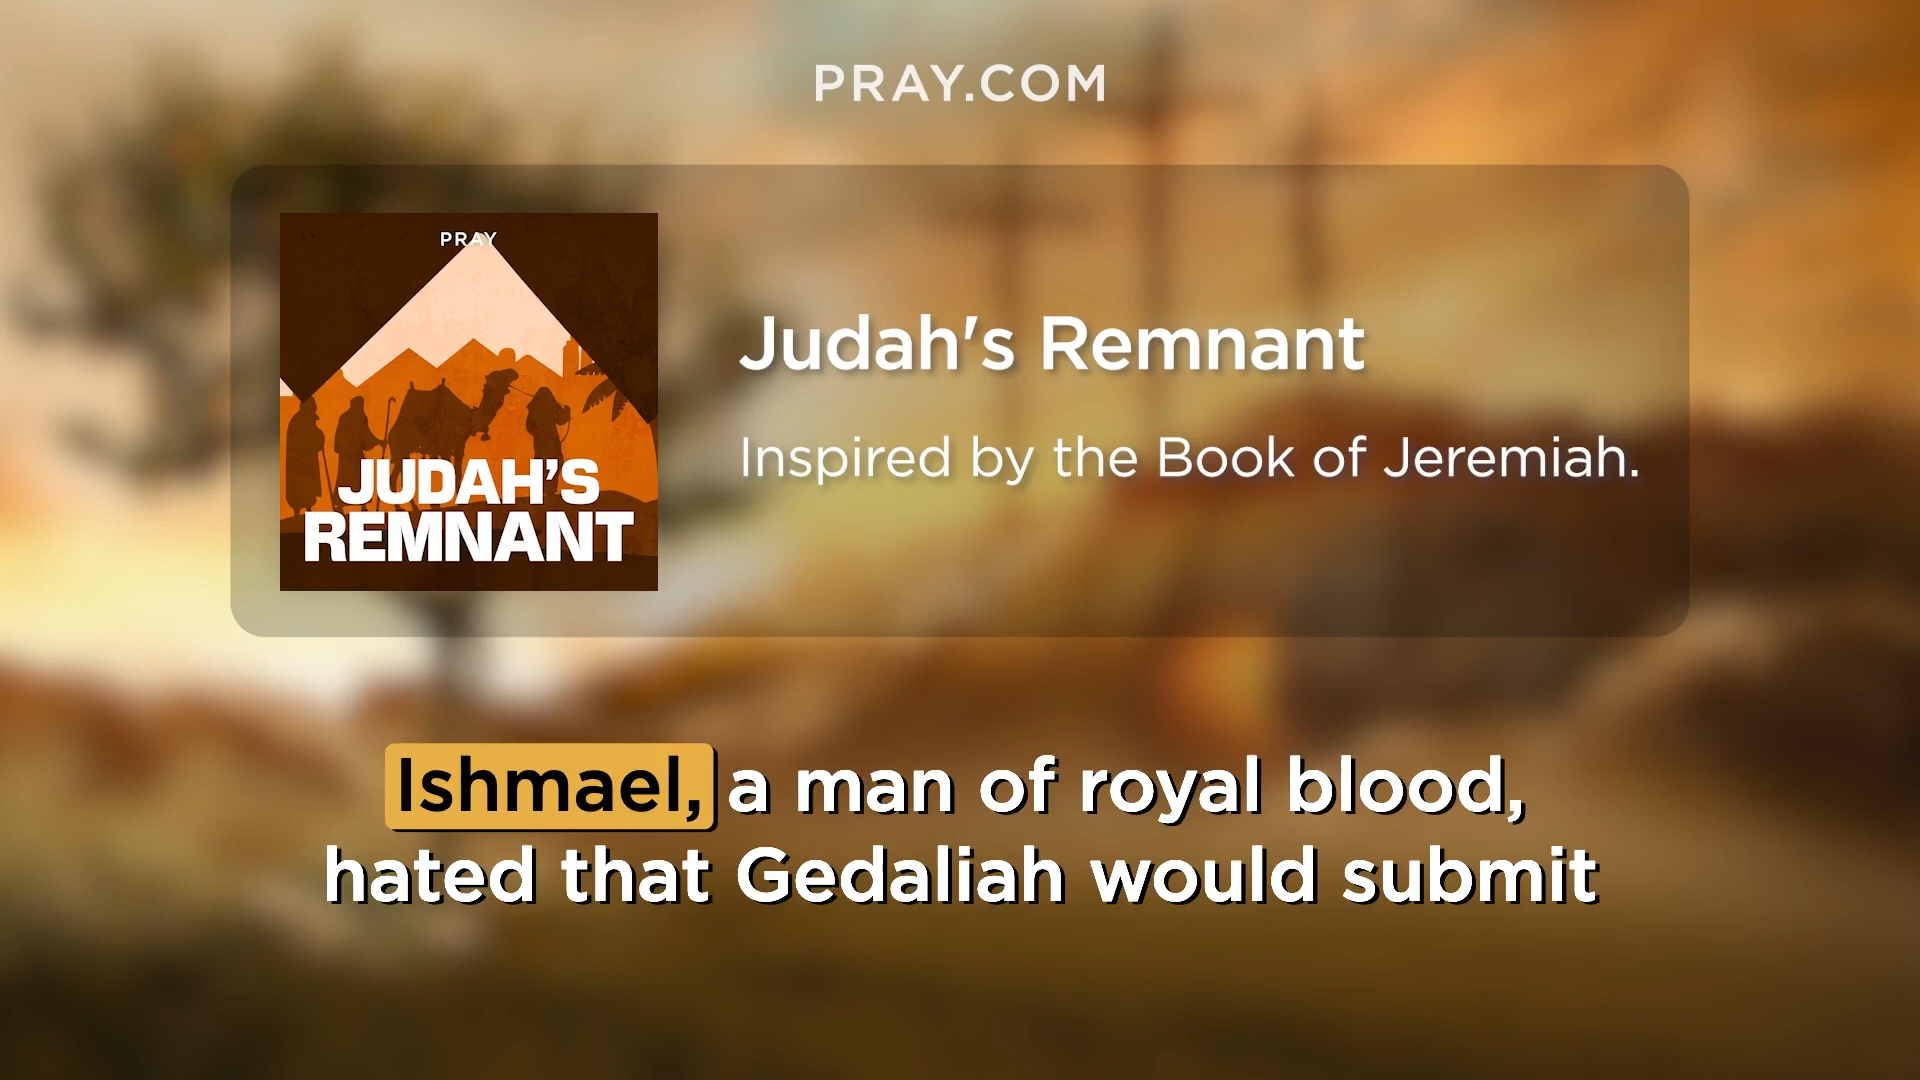 PRAY.COM
PRAY
JUDAH'S
REMNANT
Judah's Remnant
Inspired by the Book of Jeremiah.
Ishmael, a man of royal blood,
hated that Gedaliah would submit